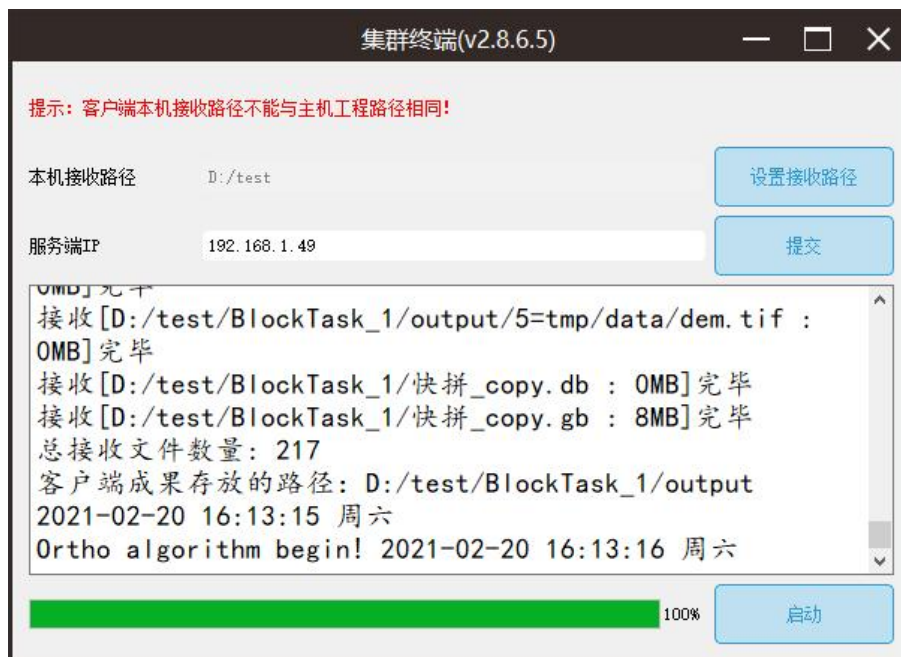 集群终端(v2.8.6.5)
提示：客户端本机接收路径不能与主机工程路径相同！
本机接收路径 D:/test 设置接收路径
服务端IP 192.168.1.49 提交
0MB]完毕
接收[D:/test/BlockTask_1/output/5=tmp/data/dem.tif :
0MB]完毕
接收[D:/test/BlockTask_1/快拼_copy.db : 0MB]完毕
接收[D:/test/BlockTask_1/快拼_copy.gb : 8MB]完毕
总接收文件数量: 217
客户端成果存放的路径: D:/test/BlockTask_1/output
2021-02-20 16:13:15 周六
Ortho algorithm begin! 2021-02-20 16:13:16 周六
100% 启动